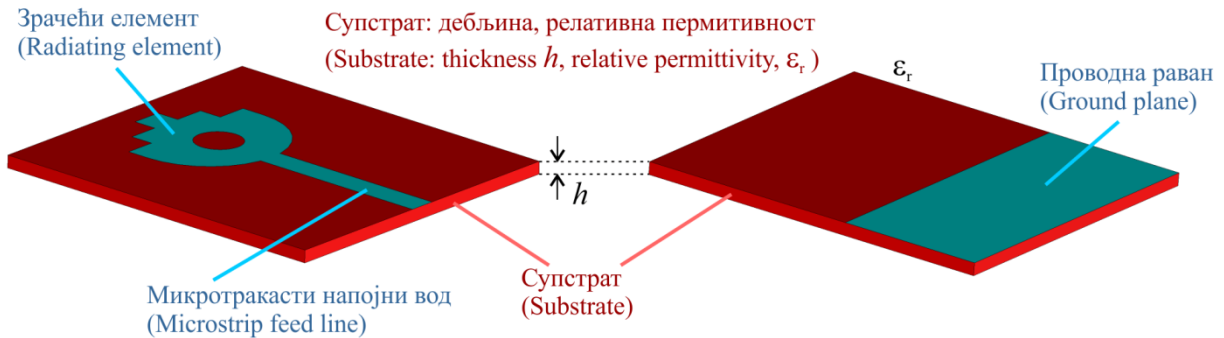 Зрачећи елемент
(Radiating element)
Супстрат: дебљина, релативна пермитивност
(Substrate: thickness h, relative permittivity, εr )
εr
Проводна раван
(Ground plane)
h
Микротракасти напојни вод
(Microstrip feed line)
Супстрат
(Substrate)